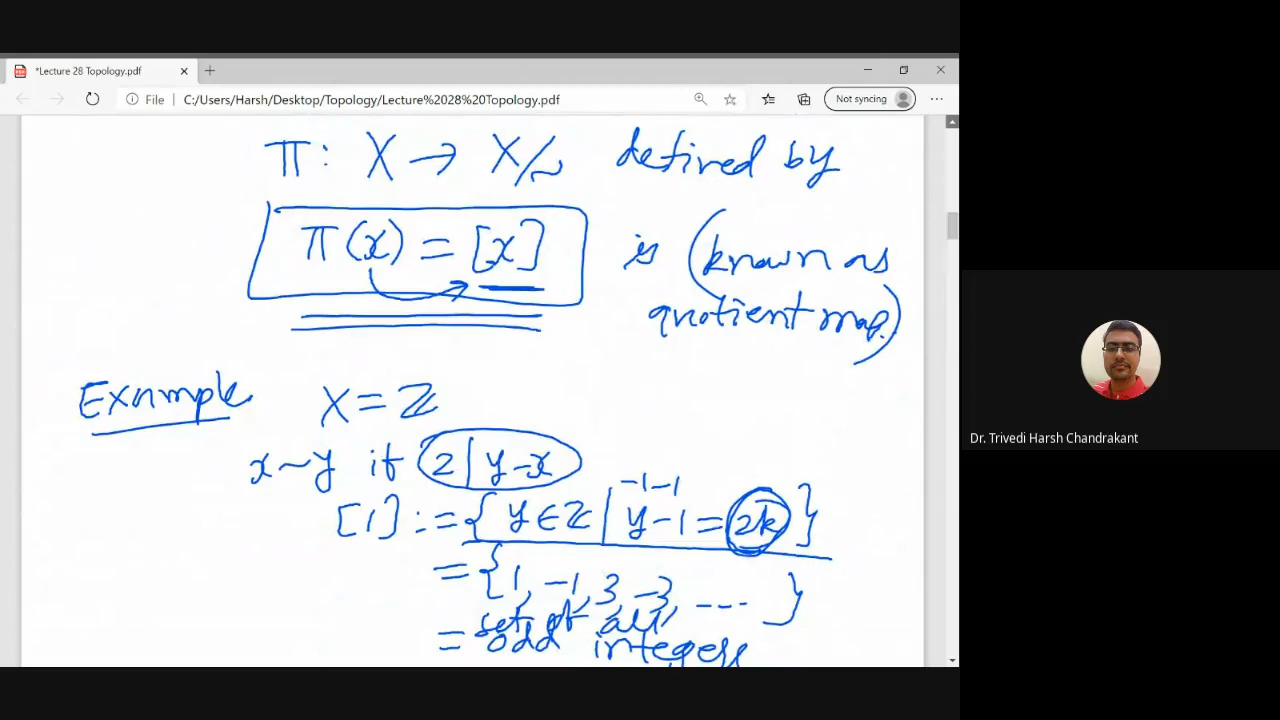 *Lecture 28 Topology.pdf
File | C:/Users/Harsh/Desktop/Topology/Lecture%2028%20Topology.pdf
Not syncing
π: X → X/~ defined by
π(x) = [x] is (known as
quotient map.)
Example X = ℤ
x ~ y if 2 | y-x
-1-1
[1] := { y ∈ ℤ | y-1 = 2k }
= { 1, -1, 3, -3, ---- }
= set of all
odd integers
Dr. Trivedi Harsh Chandrakant